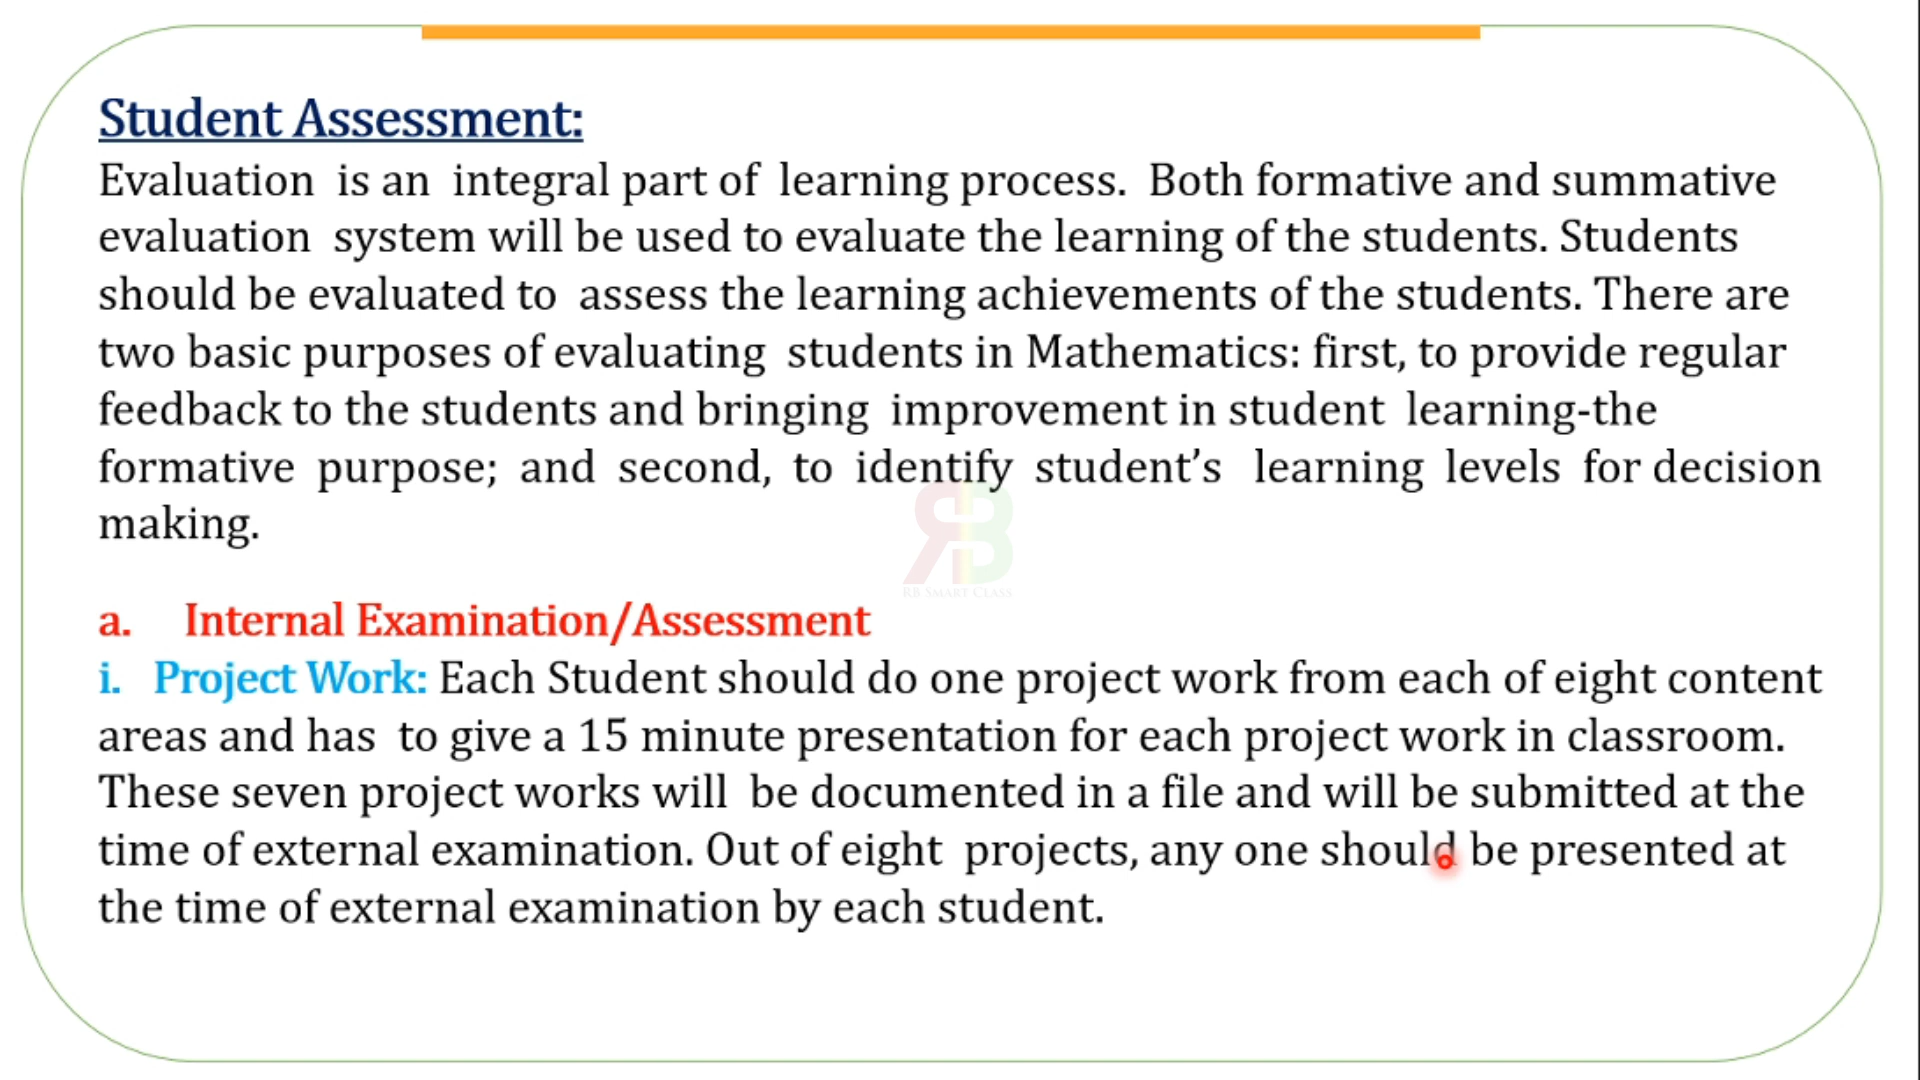 Student Assessment:
Evaluation is an integral part of learning process. Both formative and summative
evaluation system will be used to evaluate the learning of the students. Students
should be evaluated to assess the learning achievements of the students. There are
two basic purposes of evaluating students in Mathematics: first, to provide regular
feedback to the students and bringing improvement in student learning-the
formative purpose; and second, to identify student’s learning levels for decision
making.
RB
RB SMART CLASS
a. Internal Examination/Assessment
i. Project Work: Each Student should do one project work from each of eight content
areas and has to give a 15 minute presentation for each project work in classroom.
These seven project works will be documented in a file and will be submitted at the
time of external examination. Out of eight projects, any one should be presented at
the time of external examination by each student.